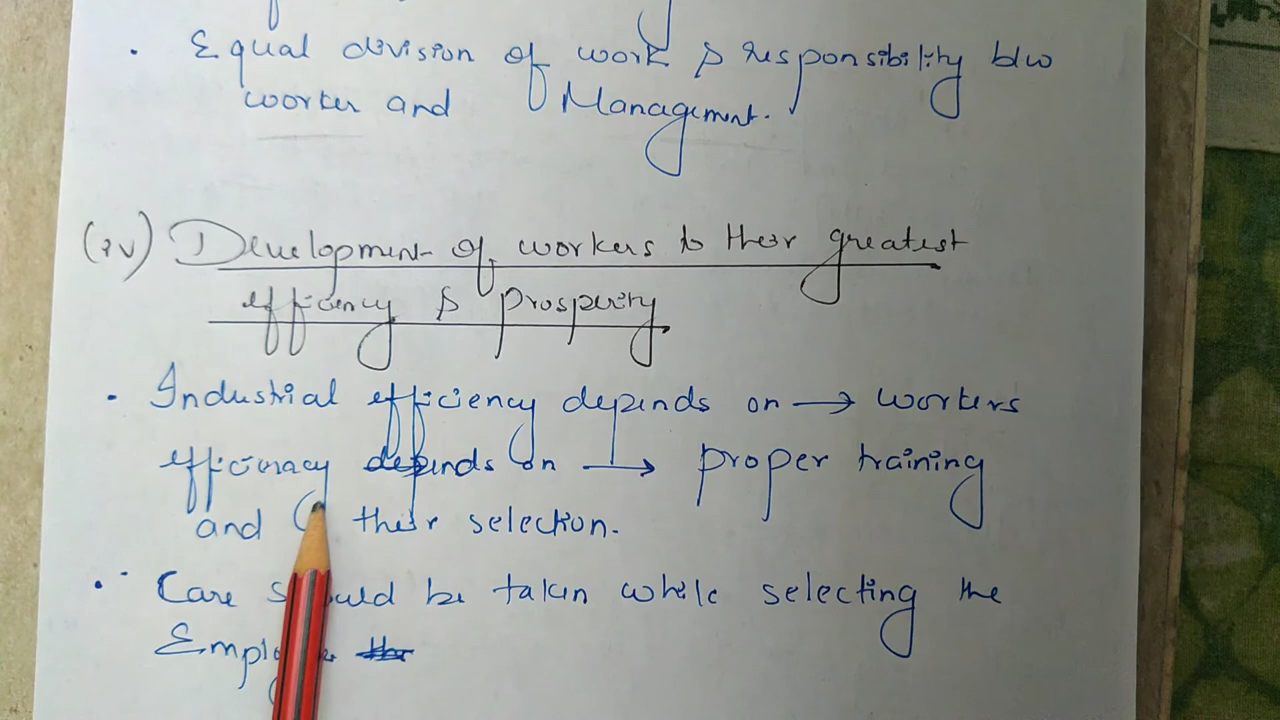 · Equal division of work & responsibility b/w
worker and Management.
(iv) Development of workers to their greatest
efficiency & prosperity
· Industrial efficiency depends on → workers
efficiency depends on → proper training
and their selection.
· Care should be taken while selecting the
Employee